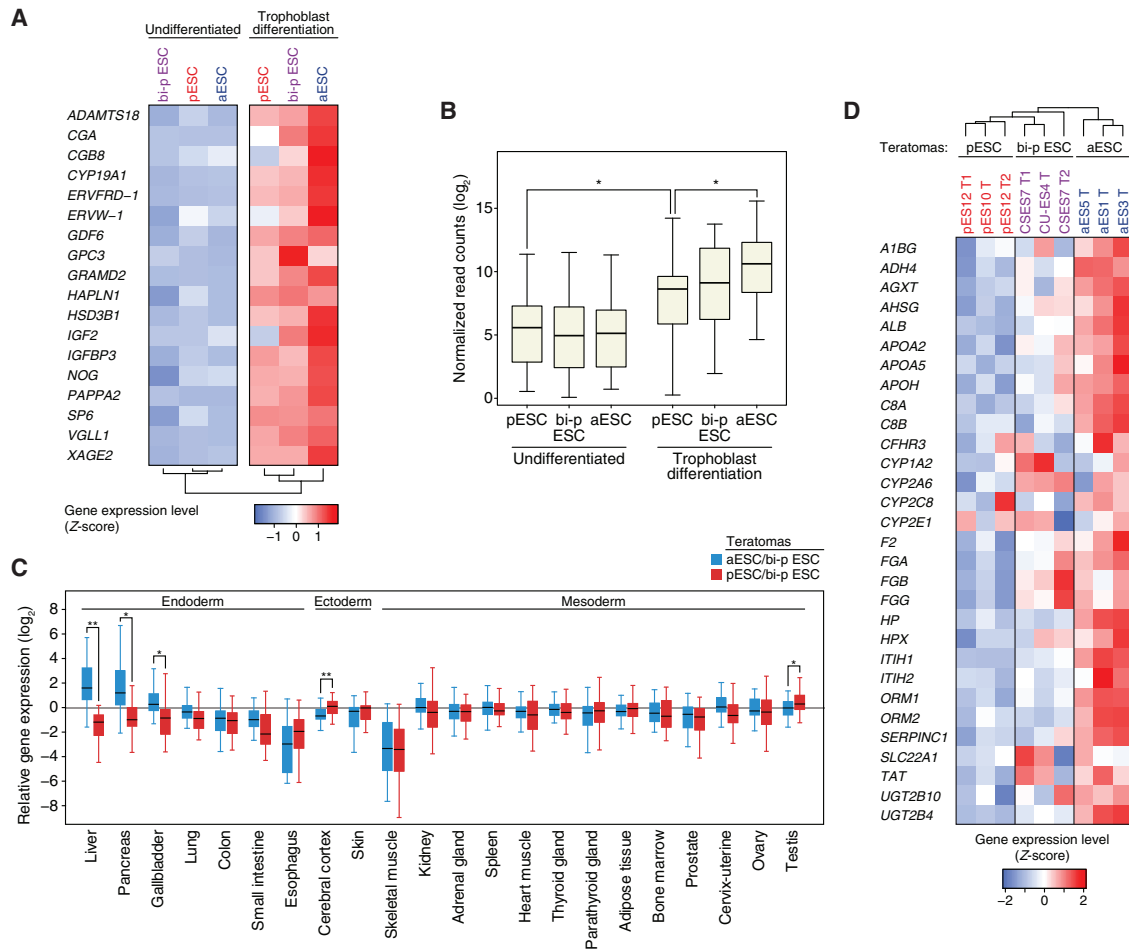 A
Undifferentiated
Trophoblast
differentiation
bi-p ESC
pESC
aESC
pESC
bi-p ESC
aESC
ADAMTS18
CGA
CGB8
CYP19A1
ERVFRD-1
ERVW-1
GDF6
GPC3
GRAMD2
HAPLN1
HSD3B1
IGF2
IGFBP3
NOG
PAPPA2
SP6
VGLL1
XAGE2
Gene expression level
(Z-score)
−1 0 1
B
Normalized read counts (log2)
15
10
5
0
* *
pESC bi-p ESC aESC
Undifferentiated
pESC bi-p ESC aESC
Trophoblast
differentiation
C
Teratomas
aESC/bi-p ESC
pESC/bi-p ESC
Relative gene expression (log2)
8
6
4
2
0
−2
−4
−6
−8
Endoderm Ectoderm Mesoderm
** * * ** *
Liver
Pancreas
Gallbladder
Lung
Colon
Small intestine
Esophagus
Cerebral cortex
Skin
Skeletal muscle
Kidney
Adrenal gland
Spleen
Heart muscle
Thyroid gland
Parathyroid gland
Adipose tissue
Bone marrow
Prostate
Cervix-uterine
Ovary
Testis
D
Teratomas: pESC bi-p ESC aESC
pES12 T1
pES10 T
pES12 T2
CSES7 T1
CU-ES4 T
CSES7 T2
aES5 T
aES1 T
aES3 T
A1BG
ADH4
AGXT
AHSG
ALB
APOA2
APOA5
APOH
C8A
C8B
CFHR3
CYP1A2
CYP2A6
CYP2C8
CYP2E1
F2
FGA
FGB
FGG
HP
HPX
ITIH1
ITIH2
ORM1
ORM2
SERPINC1
SLC22A1
TAT
UGT2B10
UGT2B4
Gene expression level
(Z-score)
−2 0 2